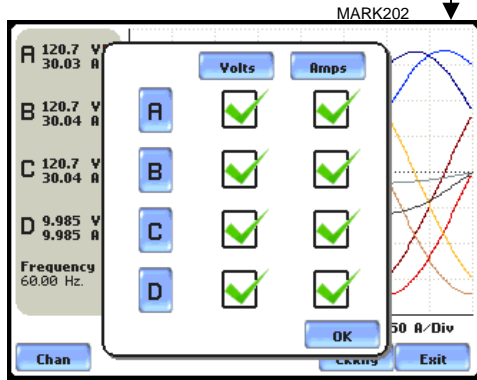 MARK202
A 120.7 V
30.03 A
B 120.7 V
30.04 A
C 120.7 V
30.04 A
D 9.985 V
9.985 A
Frequency
60.00 Hz.
Volts Amps
A
B
C
D
OK
50 A/Div
Chan
Exit